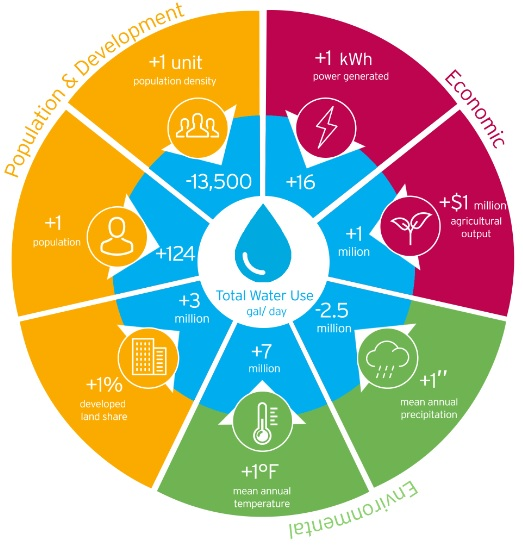 Population & Development
Economic
Environmental
+1 unit
population density
-13,500
+1 kWh
power generated
+16
+$1 million
agricultural
output
+1
milion
+1''
mean annual
precipitation
-2.5
million
+1°F
mean annual
temperature
+7
million
+1%
developed
land share
+3
million
+1
population
+124
Total Water Use
gal/ day